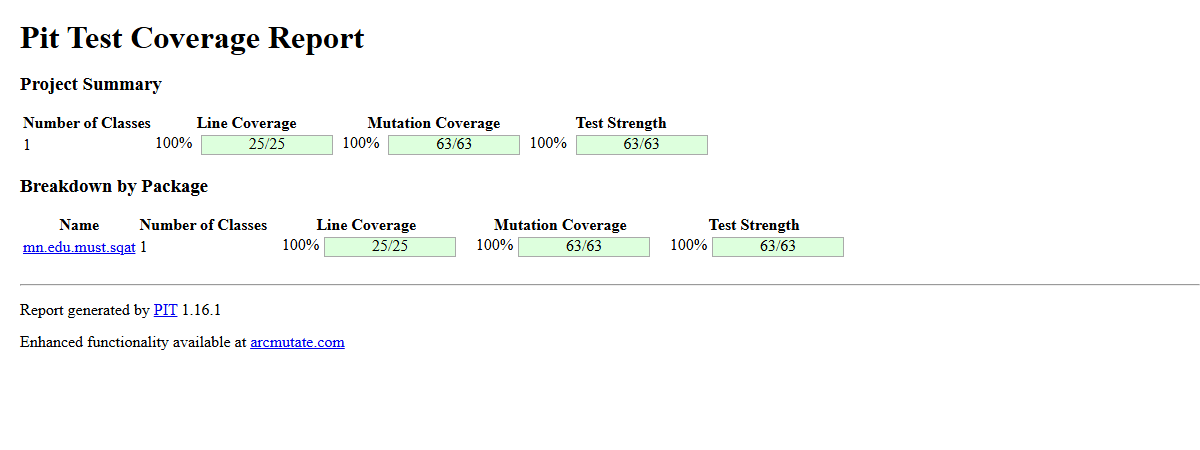 Pit Test Coverage Report
Project Summary
Number of Classes Line Coverage Mutation Coverage Test Strength
1 100% 25/25 100% 63/63 100% 63/63
Breakdown by Package
Name Number of Classes Line Coverage Mutation Coverage Test Strength
mn.edu.must.sqat 1 100% 25/25 100% 63/63 100% 63/63
Report generated by PIT 1.16.1
Enhanced functionality available at arcmutate.com